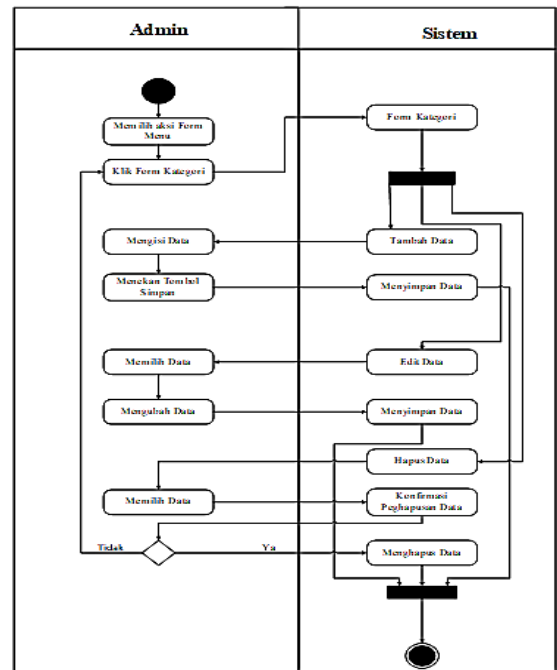 Admin
Sistem
Memilih aksi Form
Menu
Form Kategori
Klik Form Kategori
Mengisi Data
Tambah Data
Menekan Tombol
Simpan
Menyimpan Data
Memilih Data
Edit Data
Mengubah Data
Menyimpan Data
Hapus Data
Memilih Data
Konfirmasi
Peghapusan Data
Tidak
Ya
Menghapus Data